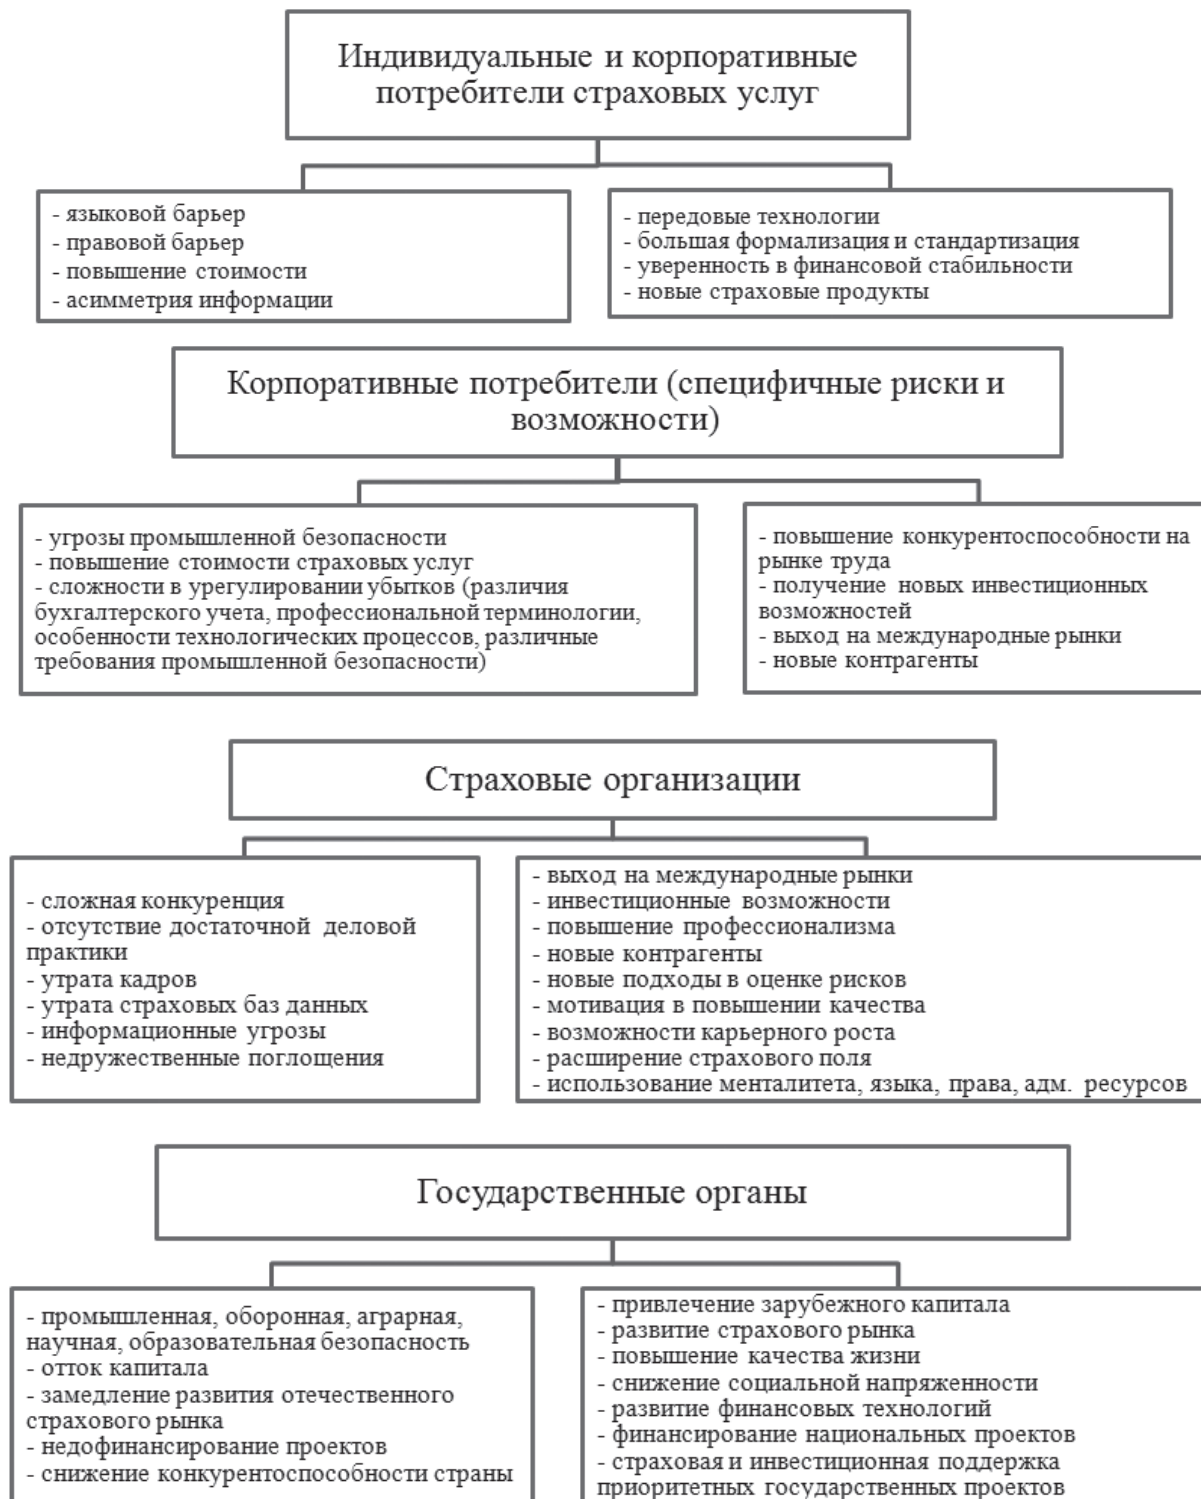 Индивидуальные и корпоративные
потребители страховых услуг
- языковой барьер
- правовой барьер
- повышение стоимости
- асимметрия информации
- передовые технологии
- большая формализация и стандартизация
- уверенность в финансовой стабильности
- новые страховые продукты
Корпоративные потребители (специфичные риски и
возможности)
- угрозы промышленной безопасности
- повышение стоимости страховых услуг
- сложности в урегулировании убытков (различия
бухгалтерского учета, профессиональной терминологии,
особенности технологических процессов, различные
требования промышленной безопасности)
- повышение конкурентоспособности на
рынке труда
- получение новых инвестиционных
возможностей
- выход на международные рынки
- новые контрагенты
Страховые организации
- сложная конкуренция
- отсутствие достаточной деловой
практики
- утрата кадров
- утрата страховых баз данных
- информационные угрозы
- недружественные поглощения
- выход на международные рынки
- инвестиционные возможности
- повышение профессионализма
- новые контрагенты
- новые подходы в оценке рисков
- мотивация в повышении качества
- возможности карьерного роста
- расширение страхового поля
- использование менталитета, языка, права, адм. ресурсов
Государственные органы
- промышленная, оборонная, аграрная,
научная, образовательная безопасность
- отток капитала
- замедление развития отечественного
страхового рынка
- недофинансирование проектов
- снижение конкурентоспособности страны
- привлечение зарубежного капитала
- развитие страхового рынка
- повышение качества жизни
- снижение социальной напряженности
- развитие финансовых технологий
- финансирование национальных проектов
- страховая и инвестиционная поддержка
приоритетных государственных проектов